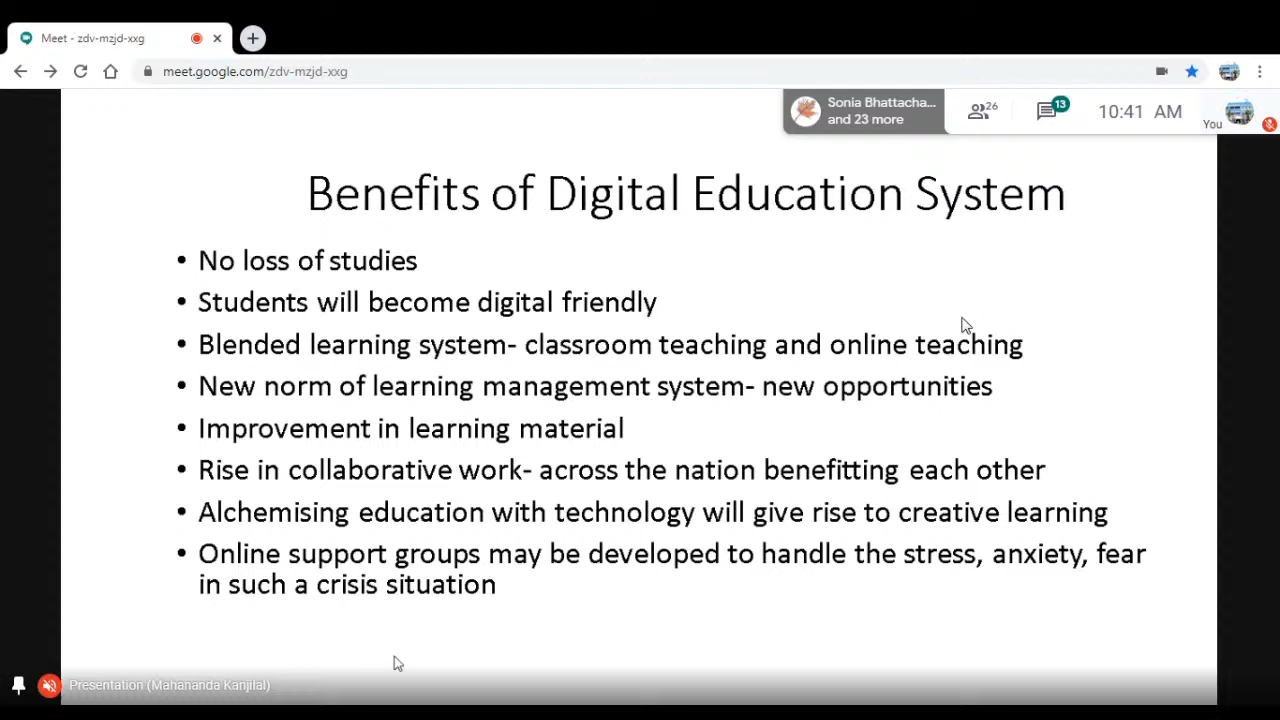 Meet - zdv-mzjd-xxg
meet.google.com/zdv-mzjd-xxg
Sonia Bhattacha...
and 23 more
26
13
10:41 AM
You
Benefits of Digital Education System
• No loss of studies
• Students will become digital friendly
• Blended learning system- classroom teaching and online teaching
• New norm of learning management system- new opportunities
• Improvement in learning material
• Rise in collaborative work- across the nation benefitting each other
• Alchemising education with technology will give rise to creative learning
• Online support groups may be developed to handle the stress, anxiety, fear
in such a crisis situation
Presentation (Mahananda Kanjilal)